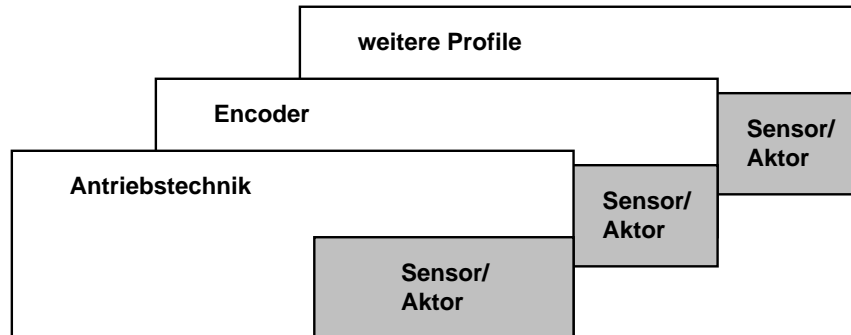 weitere Profile
Encoder
Sensor/
Aktor
Antriebstechnik
Sensor/
Aktor
Sensor/
Aktor